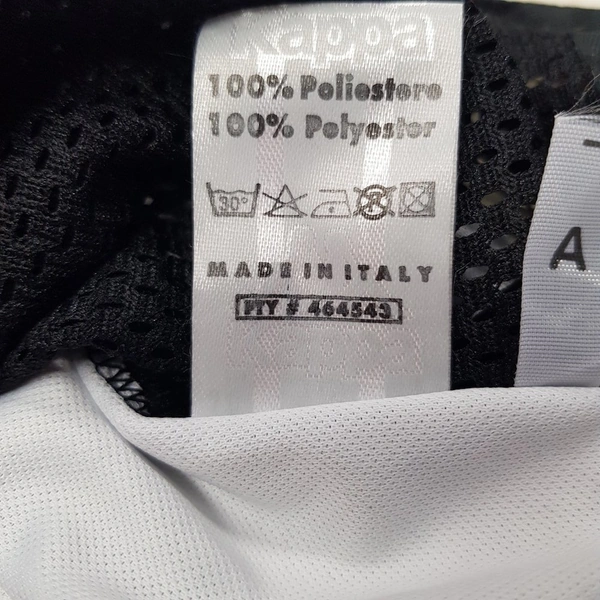 Kappa
100% Poliestere
100% Polyester
30°
MADE IN ITALY
FTY # 464543
A